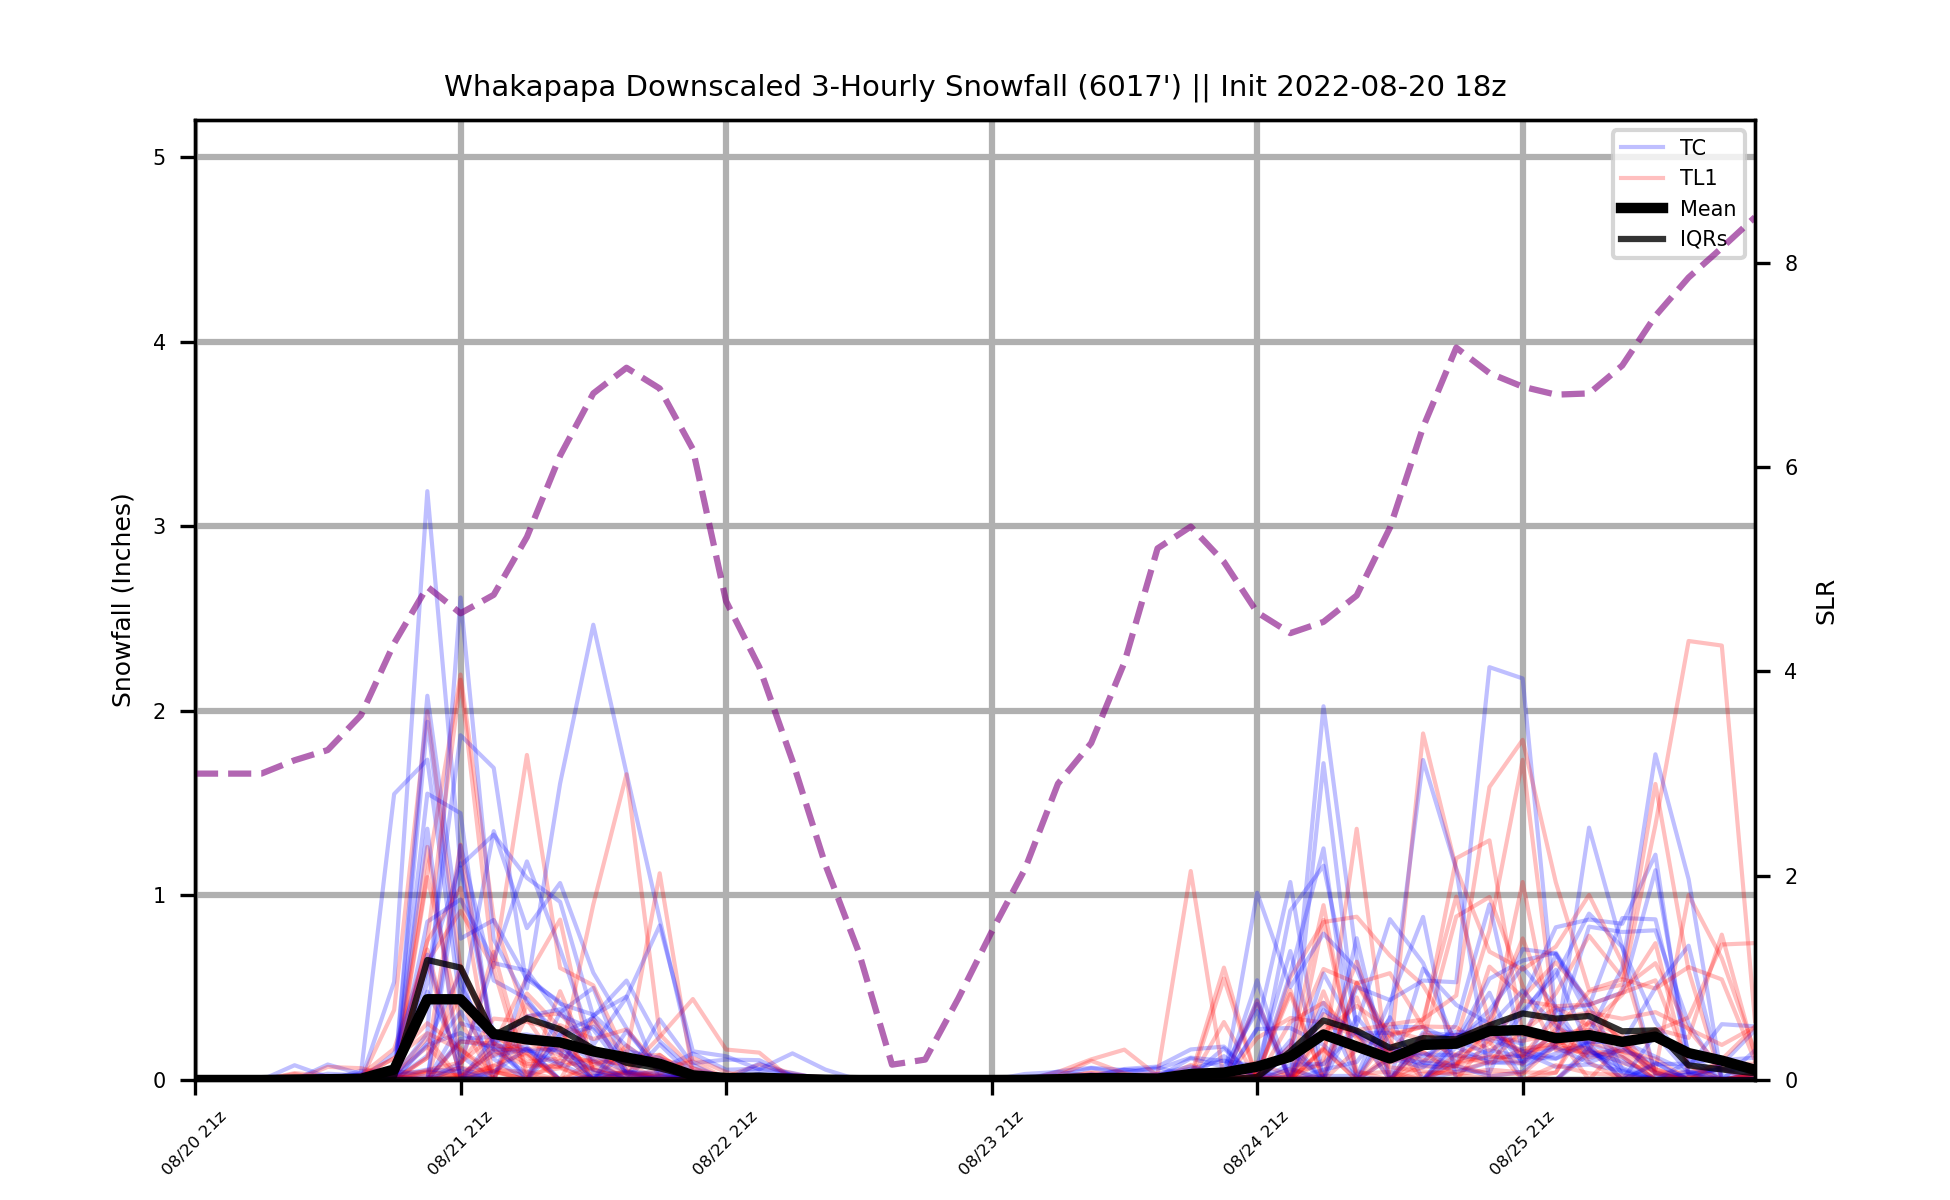 Whakapapa Downscaled 3-Hourly Snowfall (6017') || Init 2022-08-20 18z
TC
TL1
Mean
IQRs
Snowfall (Inches)
5
4
3
2
1
0
SLR
8
6
4
2
0
08/20 21z
08/21 21z
08/22 21z
08/23 21z
08/24 21z
08/25 21z